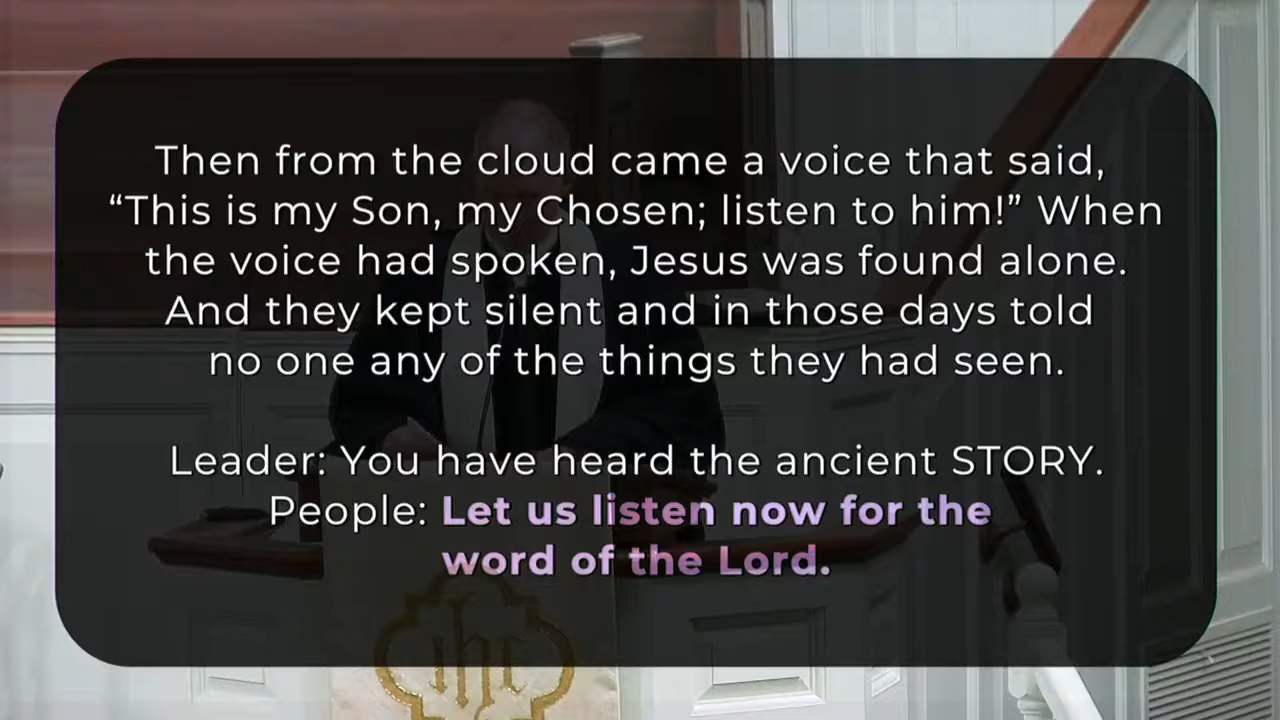 Then from the cloud came a voice that said,
“This is my Son, my Chosen; listen to him!” When
the voice had spoken, Jesus was found alone.
And they kept silent and in those days told
no one any of the things they had seen.
Leader: You have heard the ancient STORY.
People: Let us listen now for the
word of the Lord.
ihc